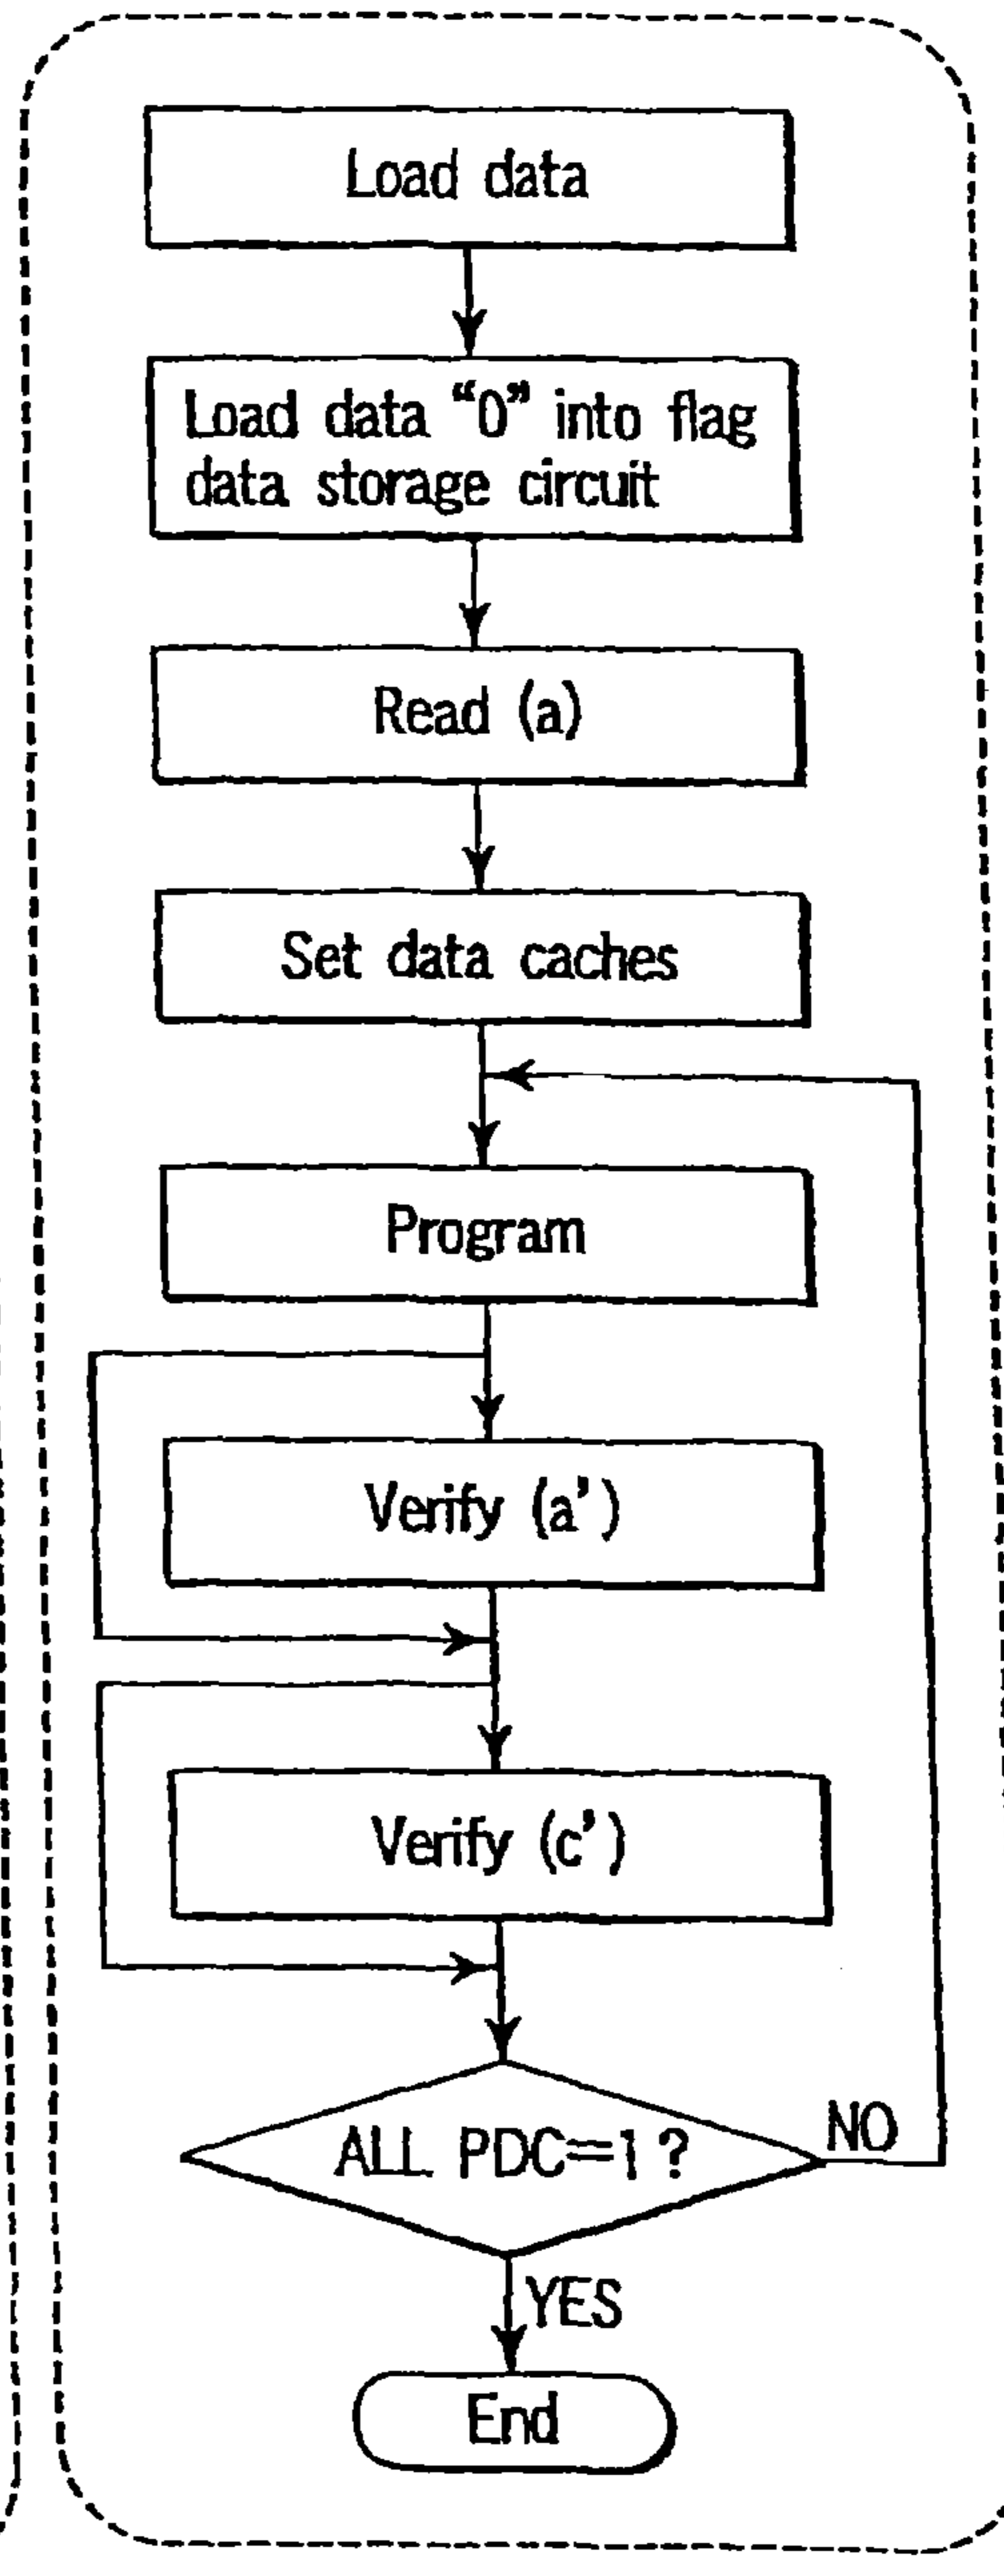 Load data
Load data “0” into flag
data storage circuit
Read (a)
Set data caches
Program
Verify (a’)
Verify (c’)
ALL PDC=1 ?
NO
YES
End